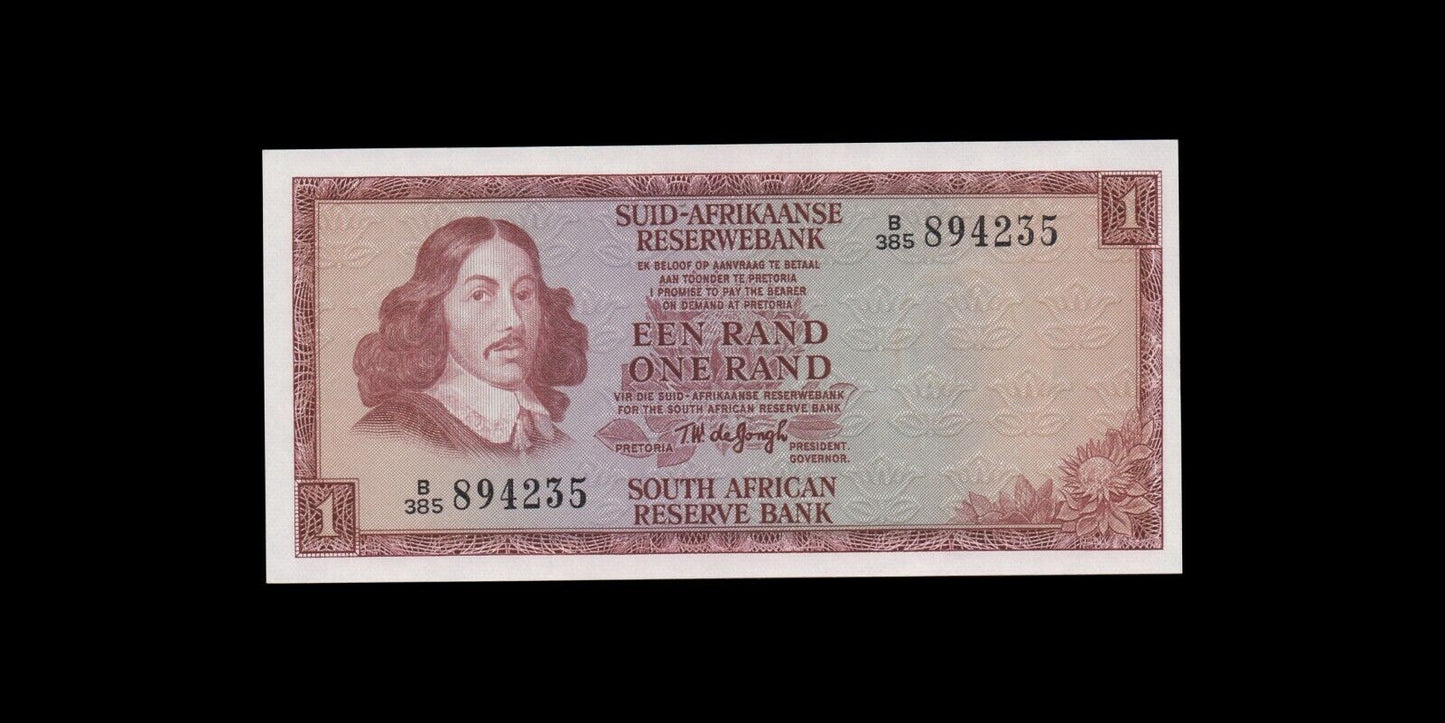 1
SUID-AFRIKAANSE
RESERWEBANK
B/385 894235
EK BELOOF OP AANVRAAG TE BETAAL
AAN TOONDER TE PRETORIA
I PROMISE TO PAY THE BEARER
ON DEMAND AT PRETORIA
EEN RAND
ONE RAND
VIR DIE SUID-AFRIKAANSE RESERWEBANK
FOR THE SOUTH AFRICAN RESERVE BANK
T.W. de Jongh
PRETORIA
PRESIDENT.
GOVERNOR.
B/385 894235
SOUTH AFRICAN
RESERVE BANK
1